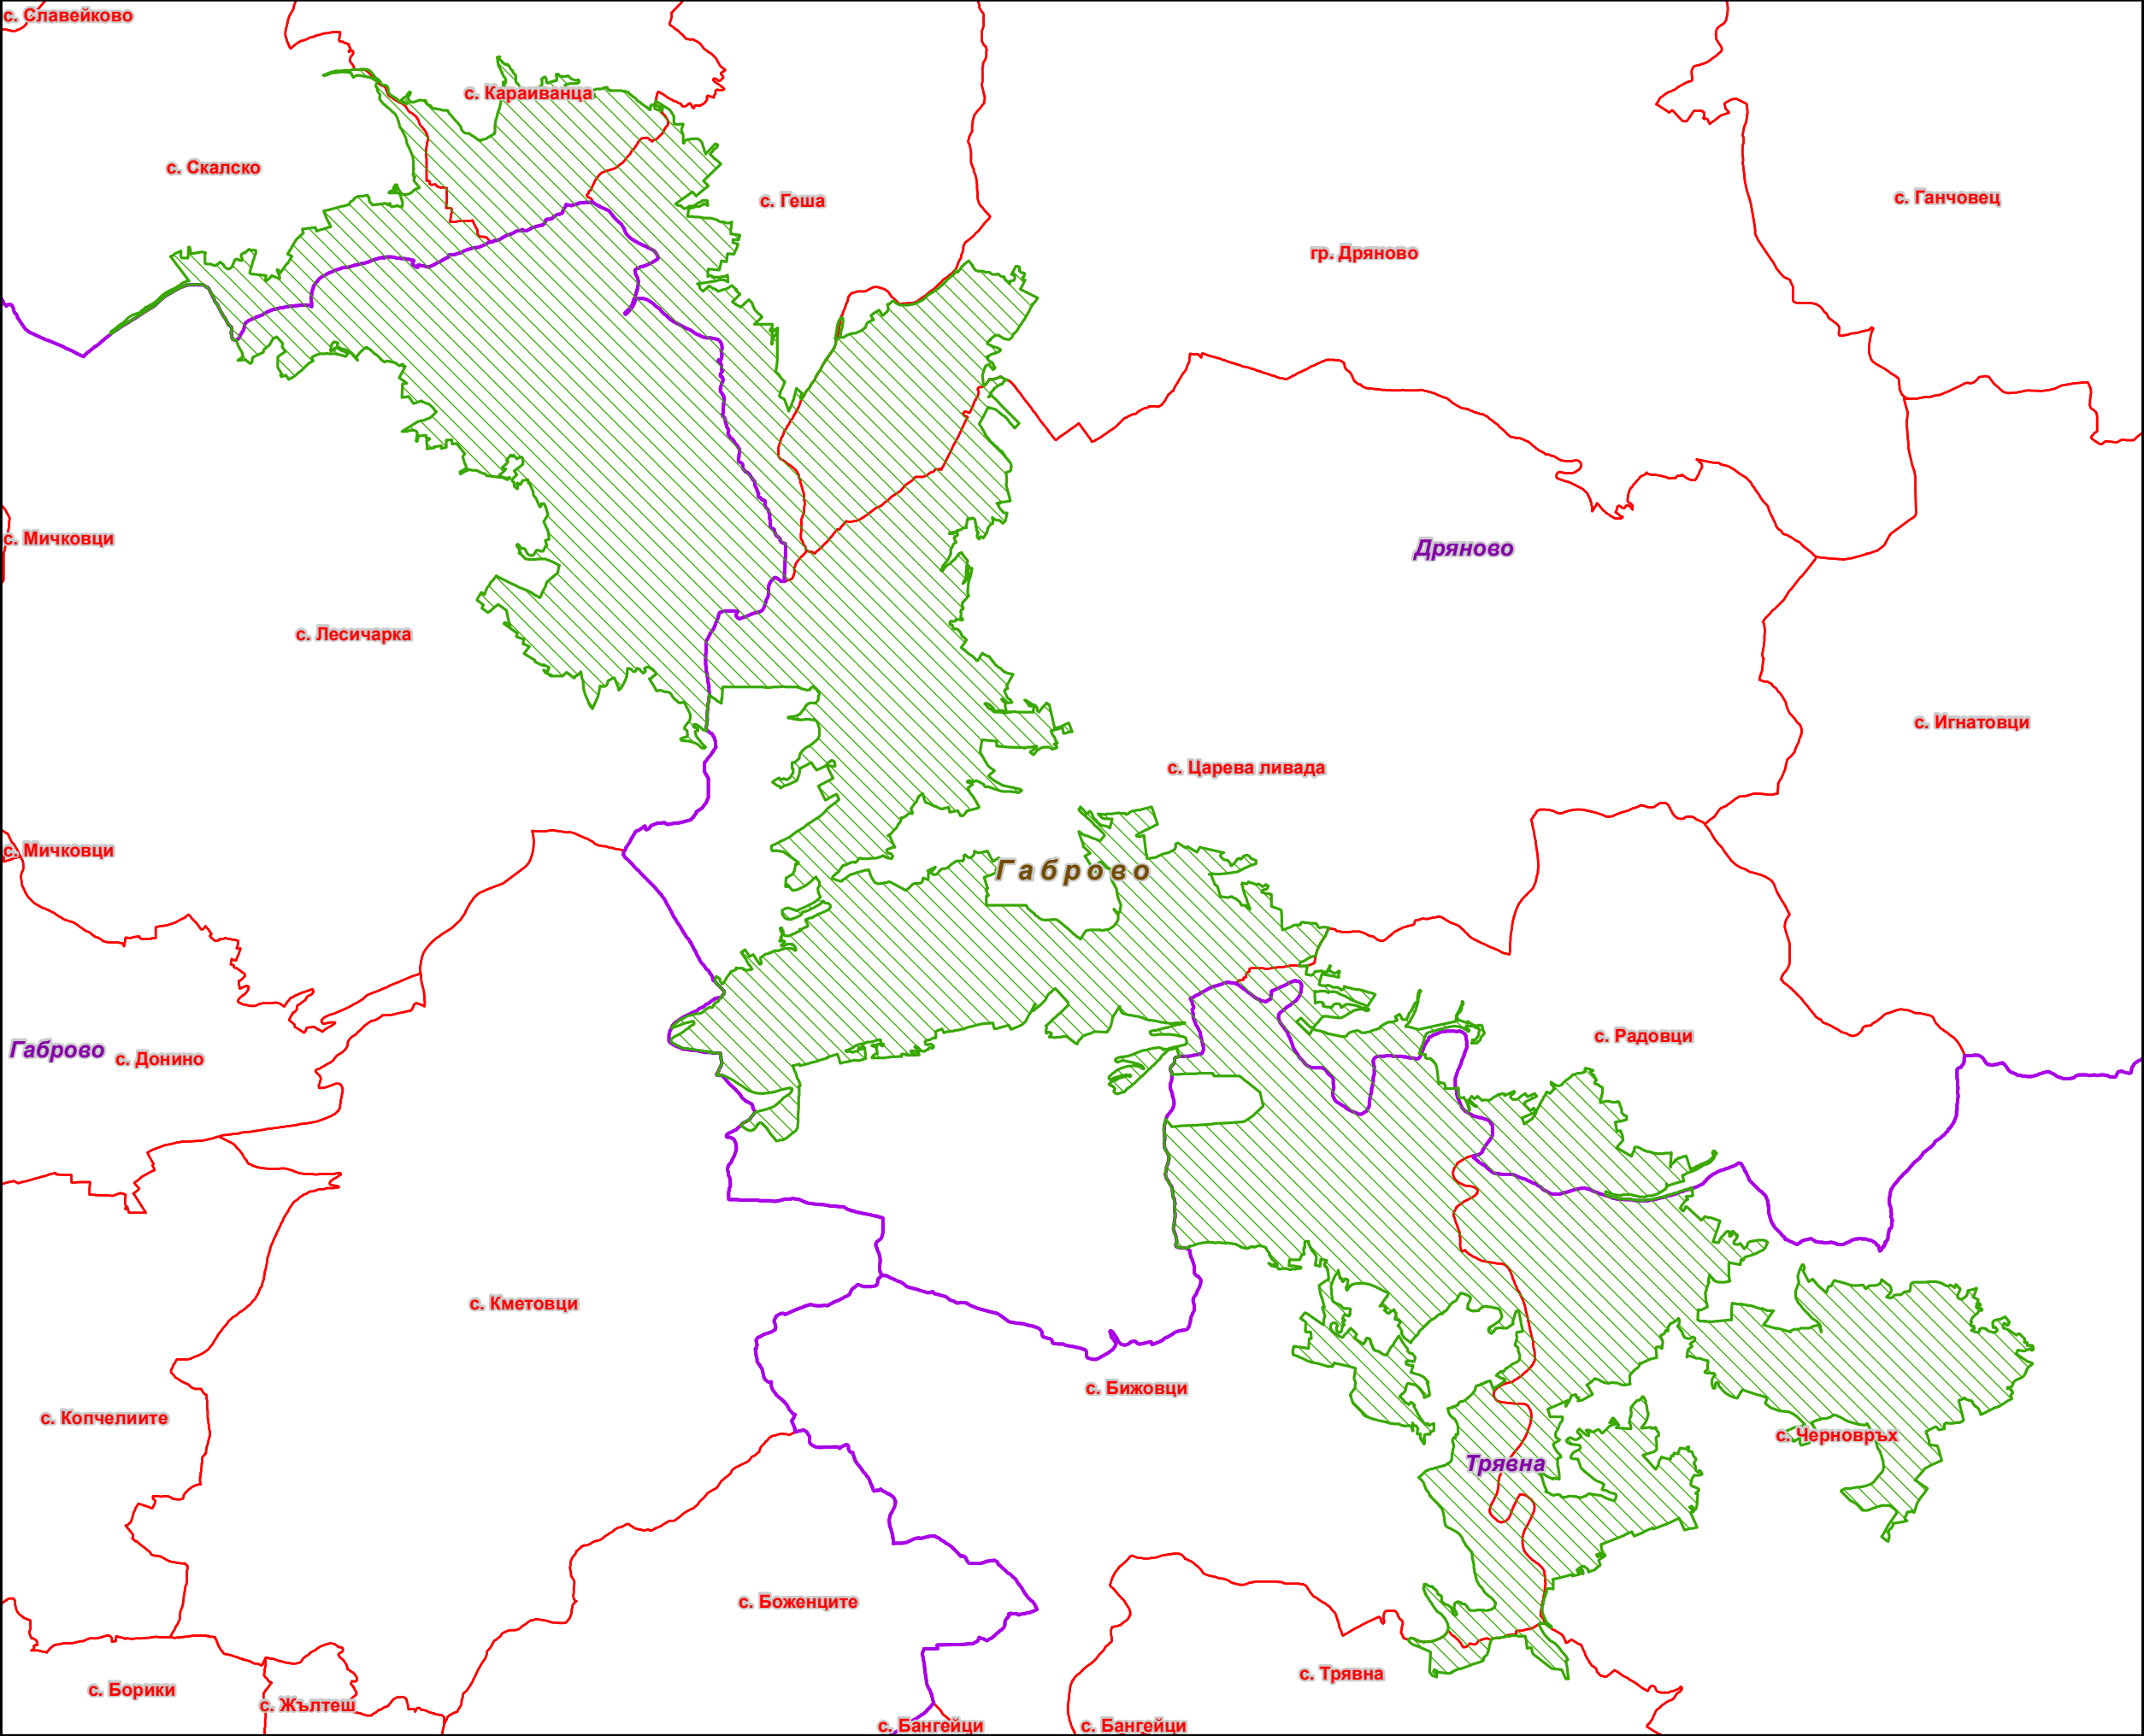 с. Славейково
с. Караиванца
с. Скалско
с. Геша
с. Ганчовец
гр. Дряново
с. Мичковци
Дряново
с. Лесичарка
с. Игнатовци
с. Царева ливада
с. Мичковци
Габрово
с. Радовци
Габрово
с. Донино
с. Кметовци
с. Бижовци
с. Копчелиите
с. Черновръх
Трявна
с. Боженците
с. Трявна
с. Борики
с. Жълтеш
с. Бангейци
с. Бангейци